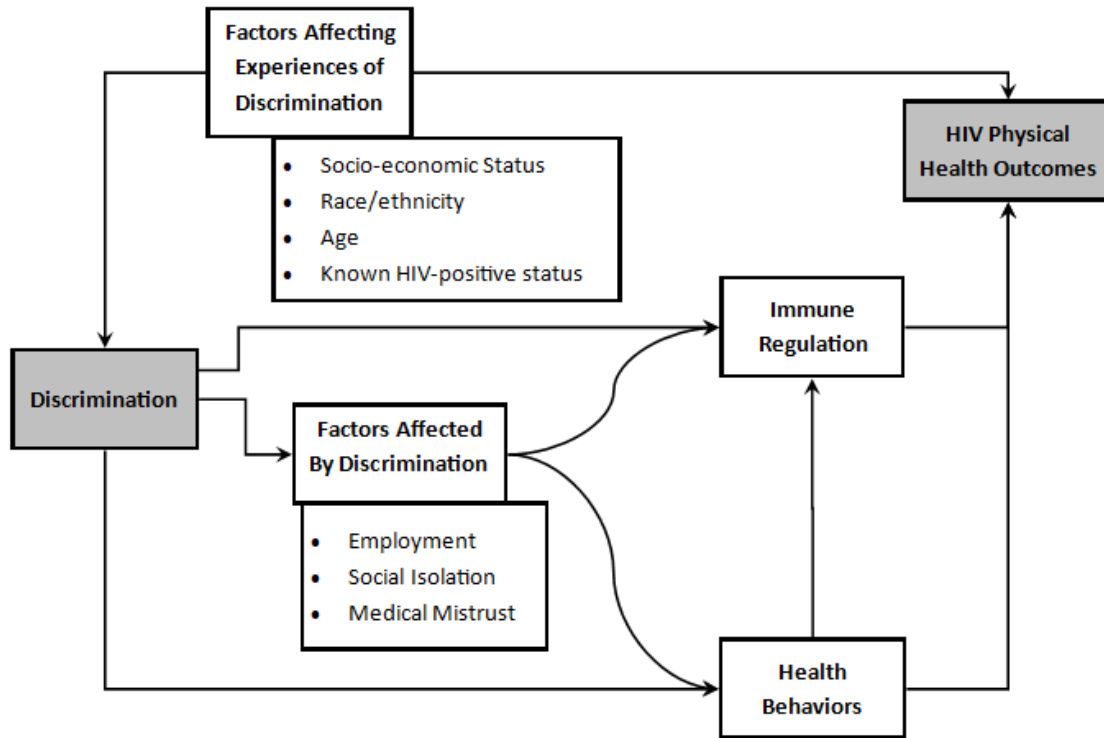 Factors Affecting
Experiences of
Discrimination
• Socio-economic Status
• Race/ethnicity
• Age
• Known HIV-positive status
HIV Physical
Health Outcomes
Immune
Regulation
Discrimination
Factors Affected
By Discrimination
• Employment
• Social Isolation
• Medical Mistrust
Health
Behaviors